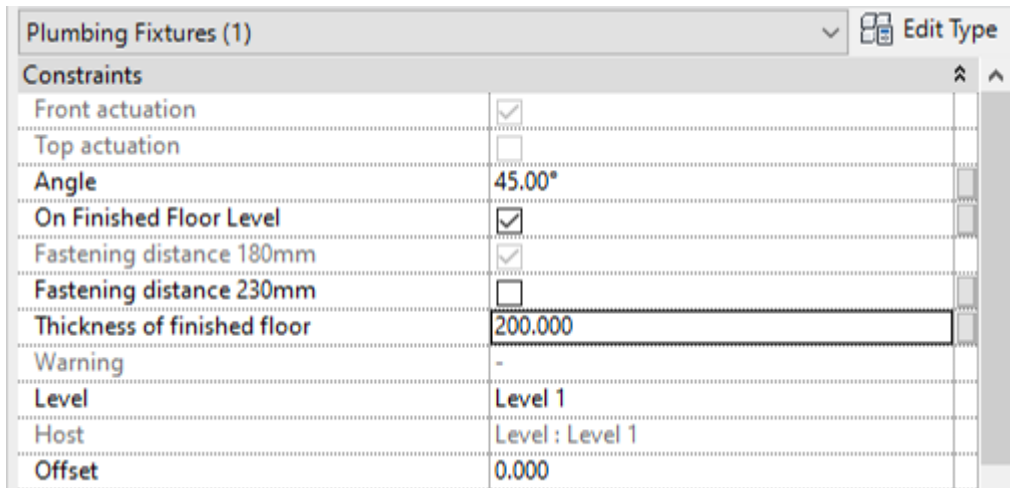 Plumbing Fixtures (1) Edit Type
Constraints
Front actuation
Top actuation
Angle 45.00°
On Finished Floor Level
Fastening distance 180mm
Fastening distance 230mm
Thickness of finished floor 200.000
Warning -
Level Level 1
Host Level : Level 1
Offset 0.000